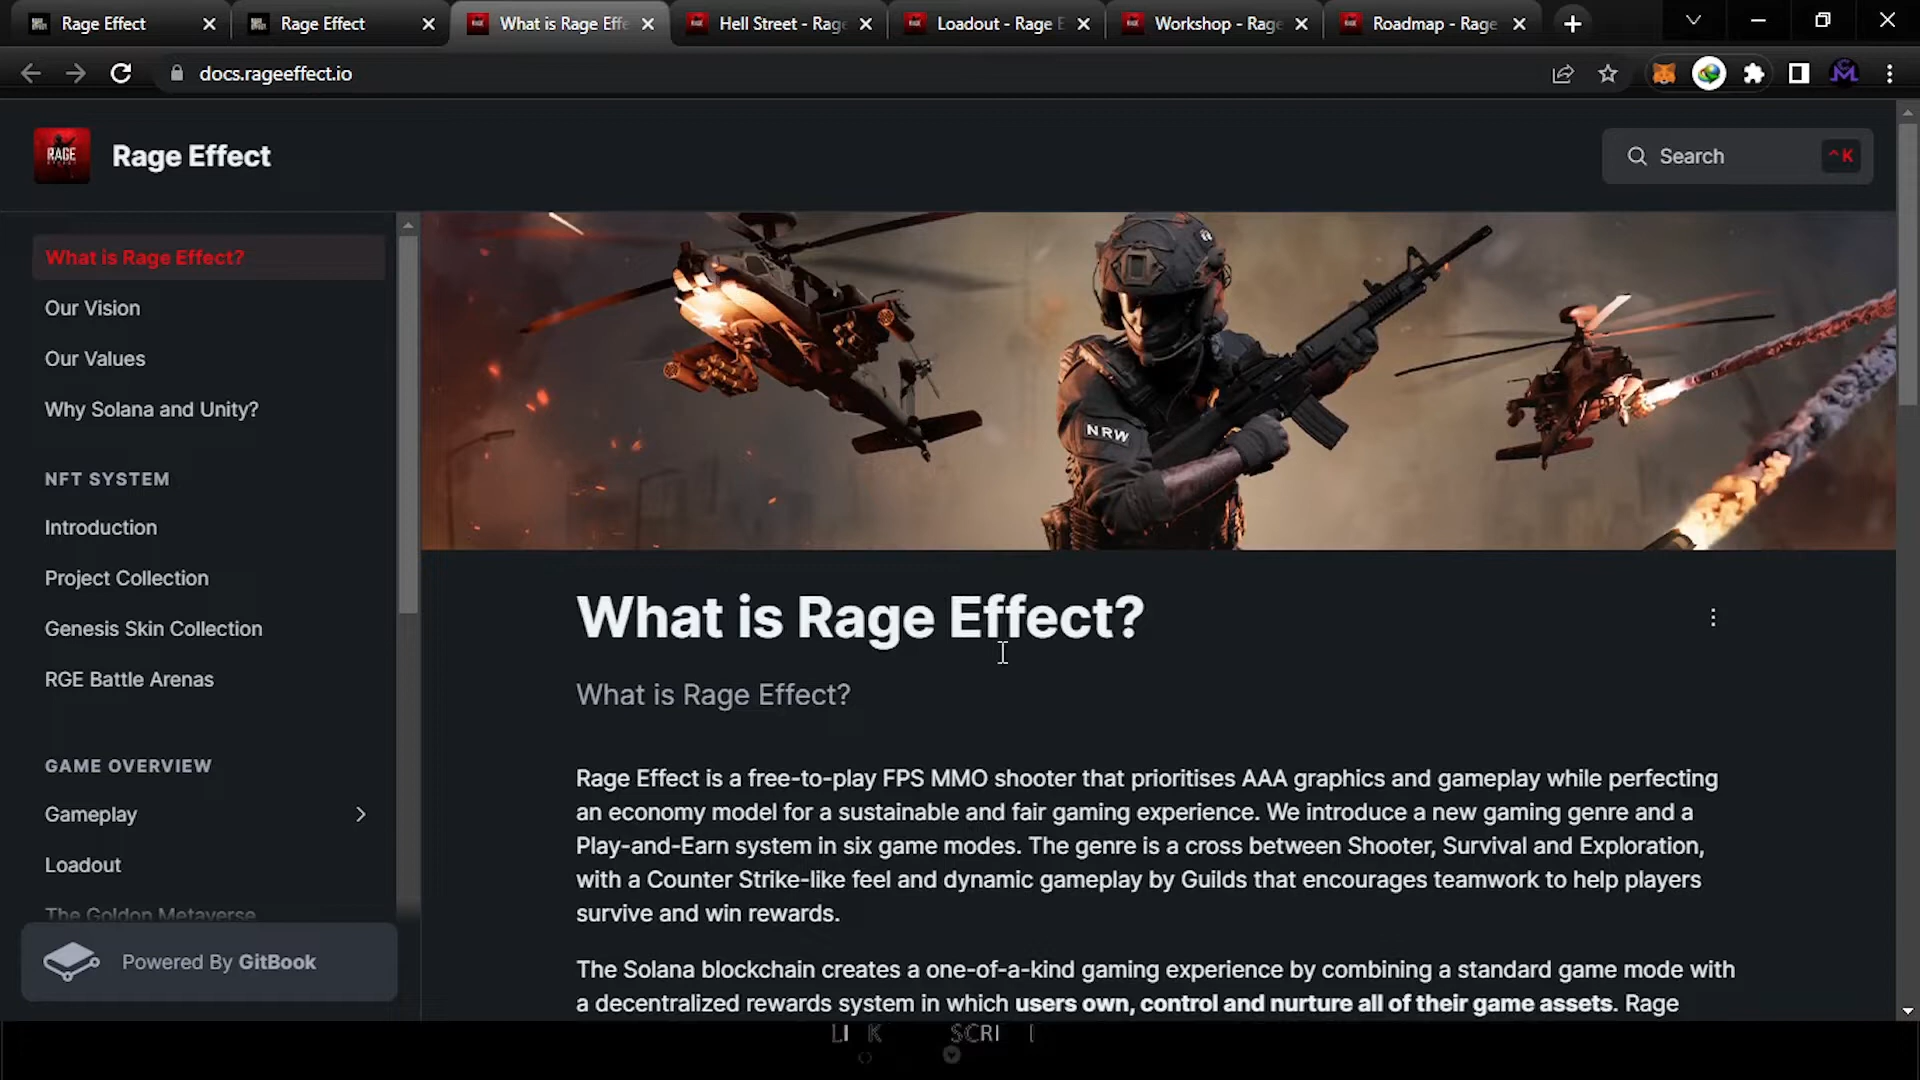 Rage Effect
Rage Effect
What is Rage Eff
Hell Street - Rag
Loadout - Rage E
Workshop - Rag
Roadmap - Rage
docs.rageeffect.io
RAGE
Rage Effect
Search
^K
What is Rage Effect?
Our Vision
Our Values
Why Solana and Unity?
NFT SYSTEM
Introduction
Project Collection
Genesis Skin Collection
RGE Battle Arenas
GAME OVERVIEW
Gameplay
Loadout
The Goldon Metaverse
Powered By GitBook
NRW
What is Rage Effect?
What is Rage Effect?
Rage Effect is a free-to-play FPS MMO shooter that prioritises AAA graphics and gameplay while perfecting
an economy model for a sustainable and fair gaming experience. We introduce a new gaming genre and a
Play-and-Earn system in six game modes. The genre is a cross between Shooter, Survival and Exploration,
with a Counter Strike-like feel and dynamic gameplay by Guilds that encourages teamwork to help players
survive and win rewards.
The Solana blockchain creates a one-of-a-kind gaming experience by combining a standard game mode with
a decentralized rewards system in which users own, control and nurture all of their game assets. Rage